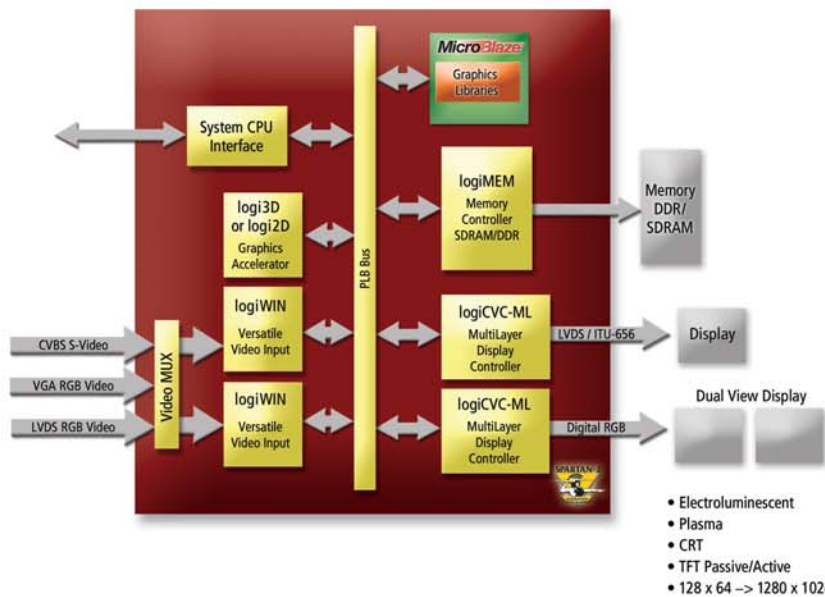 MicroBlaze
Graphics
Libraries
System CPU
Interface
logi3D
or logi2D
Graphics
Accelerator
logiWIN
Versatile
Video Input
logiWIN
Versatile
Video Input
CVBS S-Video
VGA RGB Video
LVDS RGB Video
Video MUX
PLB Bus
logiMEM
Memory
Controller
SDRAM/DDR
Memory
DDR/
SDRAM
logiCVC-ML
MultiLayer
Display
Controller
LVDS / ITU-656
Display
logiCVC-ML
MultiLayer
Display
Controller
Digital RGB
Dual View Display
• Electroluminescent
• Plasma
• CRT
• TFT Passive/Active
• 128 x 64 –> 1280 x 102